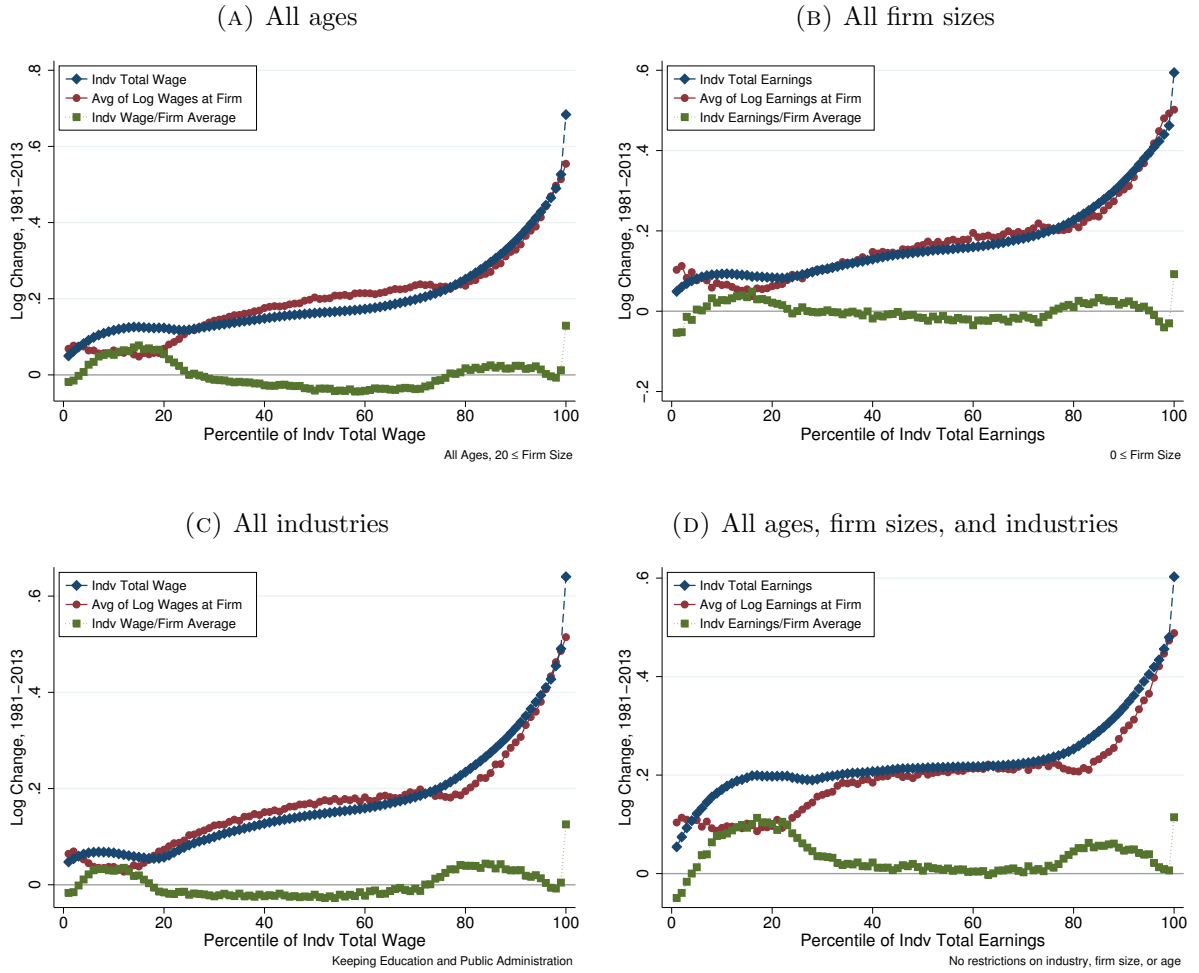 (A) All ages
.8
.6
.4
.2
0
Log Change, 1981−2013
Indv Total Wage
Avg of Log Wages at Firm
Indv Wage/Firm Average
0 20 40 60 80 100
Percentile of Indv Total Wage
All Ages, 20 ≤ Firm Size
(B) All firm sizes
.6
.4
.2
0
−.2
Log Change, 1981−2013
Indv Total Earnings
Avg of Log Earnings at Firm
Indv Earnings/Firm Average
0 20 40 60 80 100
Percentile of Indv Total Earnings
0 ≤ Firm Size
(C) All industries
.6
.4
.2
0
Log Change, 1981−2013
Indv Total Wage
Avg of Log Wages at Firm
Indv Wage/Firm Average
0 20 40 60 80 100
Percentile of Indv Total Wage
Keeping Education and Public Administration
(D) All ages, firm sizes, and industries
.6
.4
.2
0
Log Change, 1981−2013
Indv Total Earnings
Avg of Log Earnings at Firm
Indv Earnings/Firm Average
0 20 40 60 80 100
Percentile of Indv Total Earnings
No restrictions on industry, firm size, or age